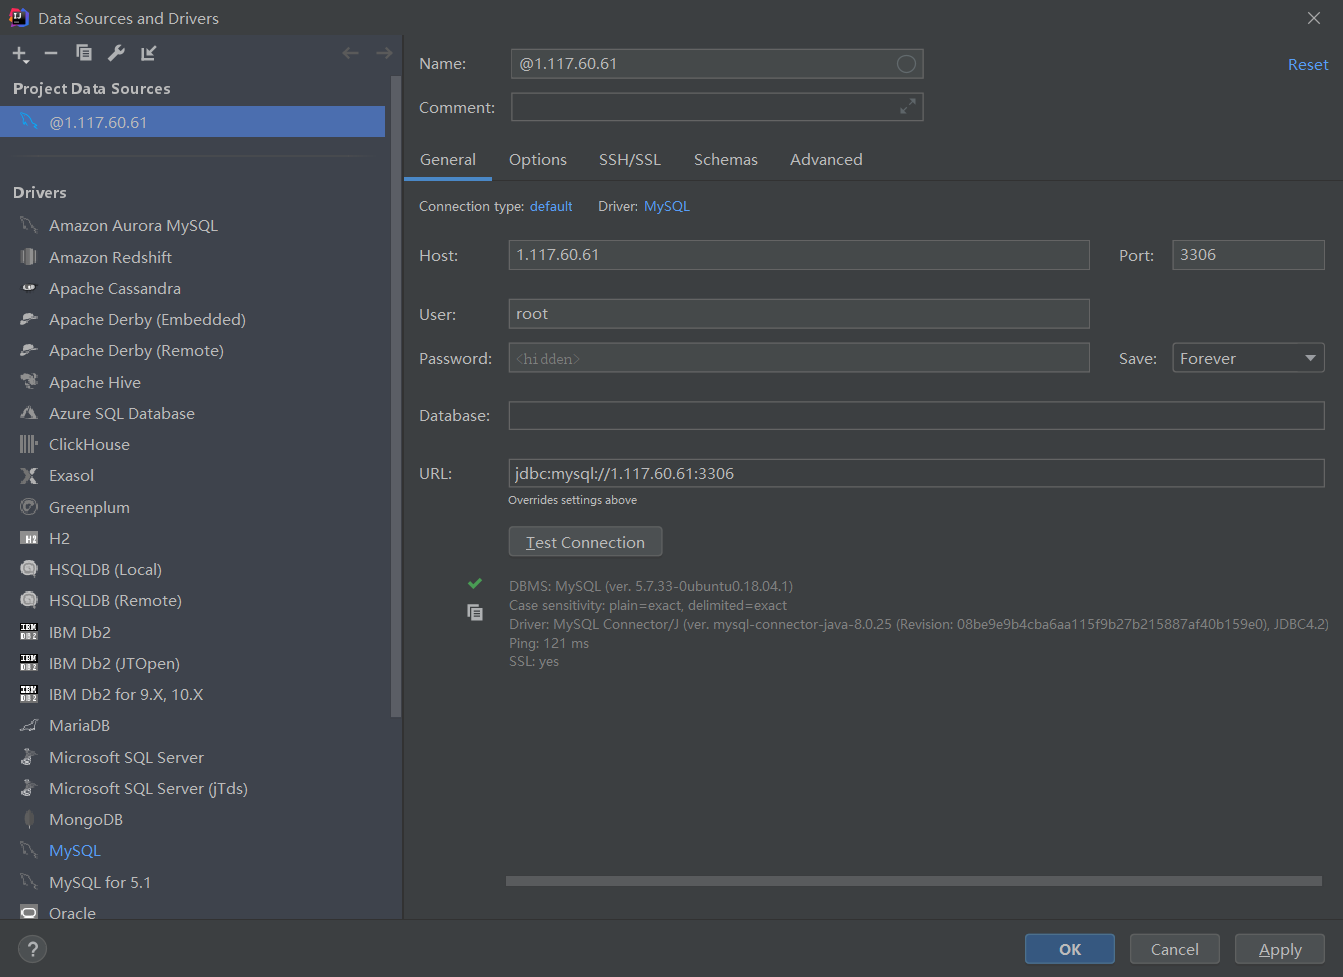 Data Sources and Drivers
Project Data Sources
@1.117.60.61
Drivers
Amazon Aurora MySQL
Amazon Redshift
Apache Cassandra
Apache Derby (Embedded)
Apache Derby (Remote)
Apache Hive
Azure SQL Database
ClickHouse
Exasol
Greenplum
H2
HSQLDB (Local)
HSQLDB (Remote)
IBM Db2
IBM Db2 (JTOpen)
IBM Db2 for 9.X, 10.X
MariaDB
Microsoft SQL Server
Microsoft SQL Server (jTds)
MongoDB
MySQL
MySQL for 5.1
Oracle
Name: @1.117.60.61 Reset
Comment:
General Options SSH/SSL Schemas Advanced
Connection type: default Driver: MySQL
Host: 1.117.60.61 Port: 3306
User: root
Password: <hidden> Save: Forever
Database:
URL: jdbc:mysql://1.117.60.61:3306
Overrides settings above
Test Connection
DBMS: MySQL (ver. 5.7.33-0ubuntu0.18.04.1)
Case sensitivity: plain=exact, delimited=exact
Driver: MySQL Connector/J (ver. mysql-connector-java-8.0.25 (Revision: 08be9e9b4cba6aa115f9b27b215887af40b159e0), JDBC4.2)
Ping: 121 ms
SSL: yes
? OK Cancel Apply